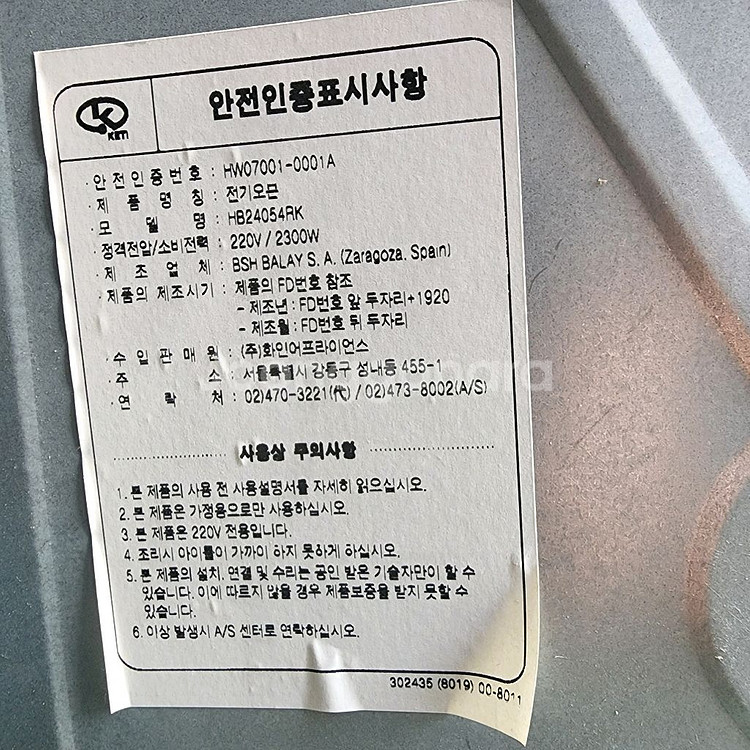 KETI
안전인증표시사항
· 안전인증번호 : HW07001-0001A
· 제품명칭 : 전기오픈
· 모델명 : HB24054RK
· 정격전압/소비전력 : 220V / 2300W
· 제조업체 : BSH BALAY S. A. (Zaragoza. Spain)
· 제품의 제조시기 : 제품의 FD번호 참조
- 제조년 : FD번호 앞 두자리+1920
- 제조월 : FD번호 뒤 두자리
· 수입판매원 : (주)화인어프라이언스
· 주소 : 서울특별시 강동구 성내동 455-1
· 연락처 : 02)470-3221(代) / 02)473-8002(A/S)
사용상 주의사항
1. 본 제품의 사용 전 사용설명서를 자세히 읽으십시오.
2. 본 제품은 가정용으로만 사용하십시오.
3. 본 제품은 220V 전용입니다.
4. 조리시 아이들이 가까이 하지 못하게 하십시오.
5. 본 제품의 설치, 연결 및 수리는 공인 받은 기술자만이 할 수
있습니다. 이에 따르지 않을 경우 제품보증을 받지 못할 수
있습니다.
6. 이상 발생시 A/S 센터로 연락하십시오.
302435 (8019) 00-8011